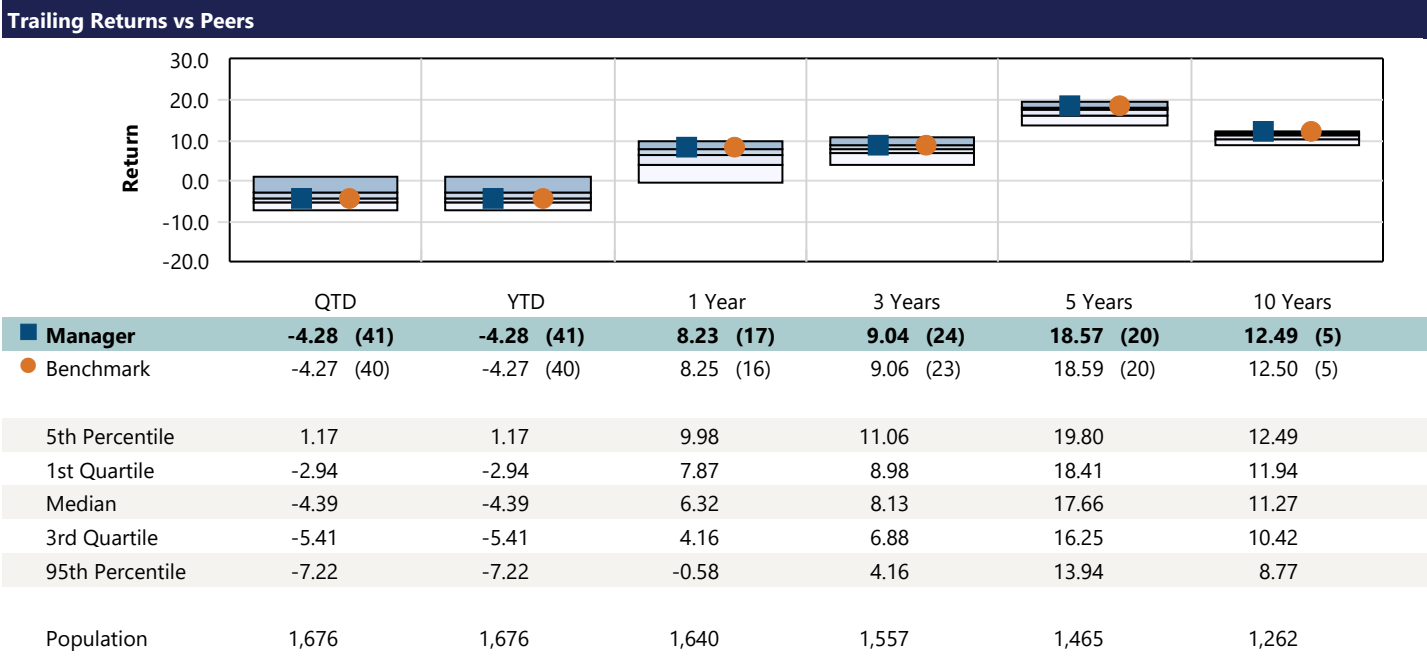 Trailing Returns vs Peers
30.0
20.0
10.0
0.0
-10.0
-20.0
Return
QTD YTD 1 Year 3 Years 5 Years 10 Years
Manager -4.28 (41) -4.28 (41) 8.23 (17) 9.04 (24) 18.57 (20) 12.49 (5)
Benchmark -4.27 (40) -4.27 (40) 8.25 (16) 9.06 (23) 18.59 (20) 12.50 (5)
5th Percentile 1.17 1.17 9.98 11.06 19.80 12.49
1st Quartile -2.94 -2.94 7.87 8.98 18.41 11.94
Median -4.39 -4.39 6.32 8.13 17.66 11.27
3rd Quartile -5.41 -5.41 4.16 6.88 16.25 10.42
95th Percentile -7.22 -7.22 -0.58 4.16 13.94 8.77
Population 1,676 1,676 1,640 1,557 1,465 1,262